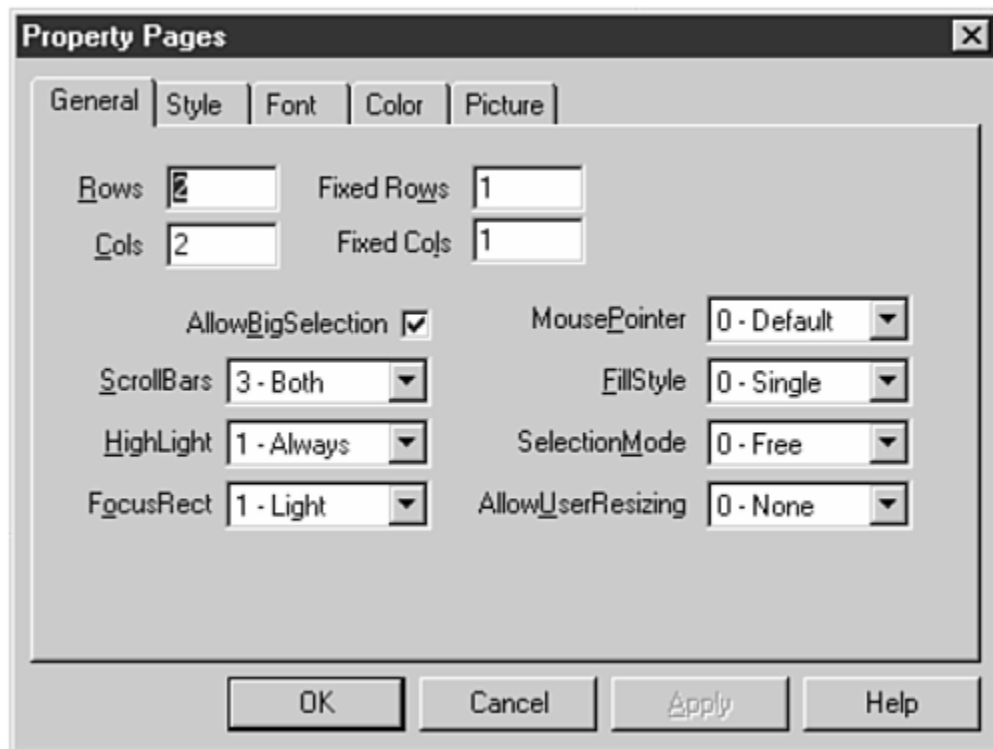 Property Pages
General Style Font Color Picture
Rows 2 Fixed Rows 1
Cols 2 Fixed Cols 1
AllowBigSelection MousePointer 0 - Default
ScrollBars 3 - Both FillStyle 0 - Single
HighLight 1 - Always SelectionMode 0 - Free
FocusRect 1 - Light AllowUserResizing 0 - None
OK Cancel Apply Help